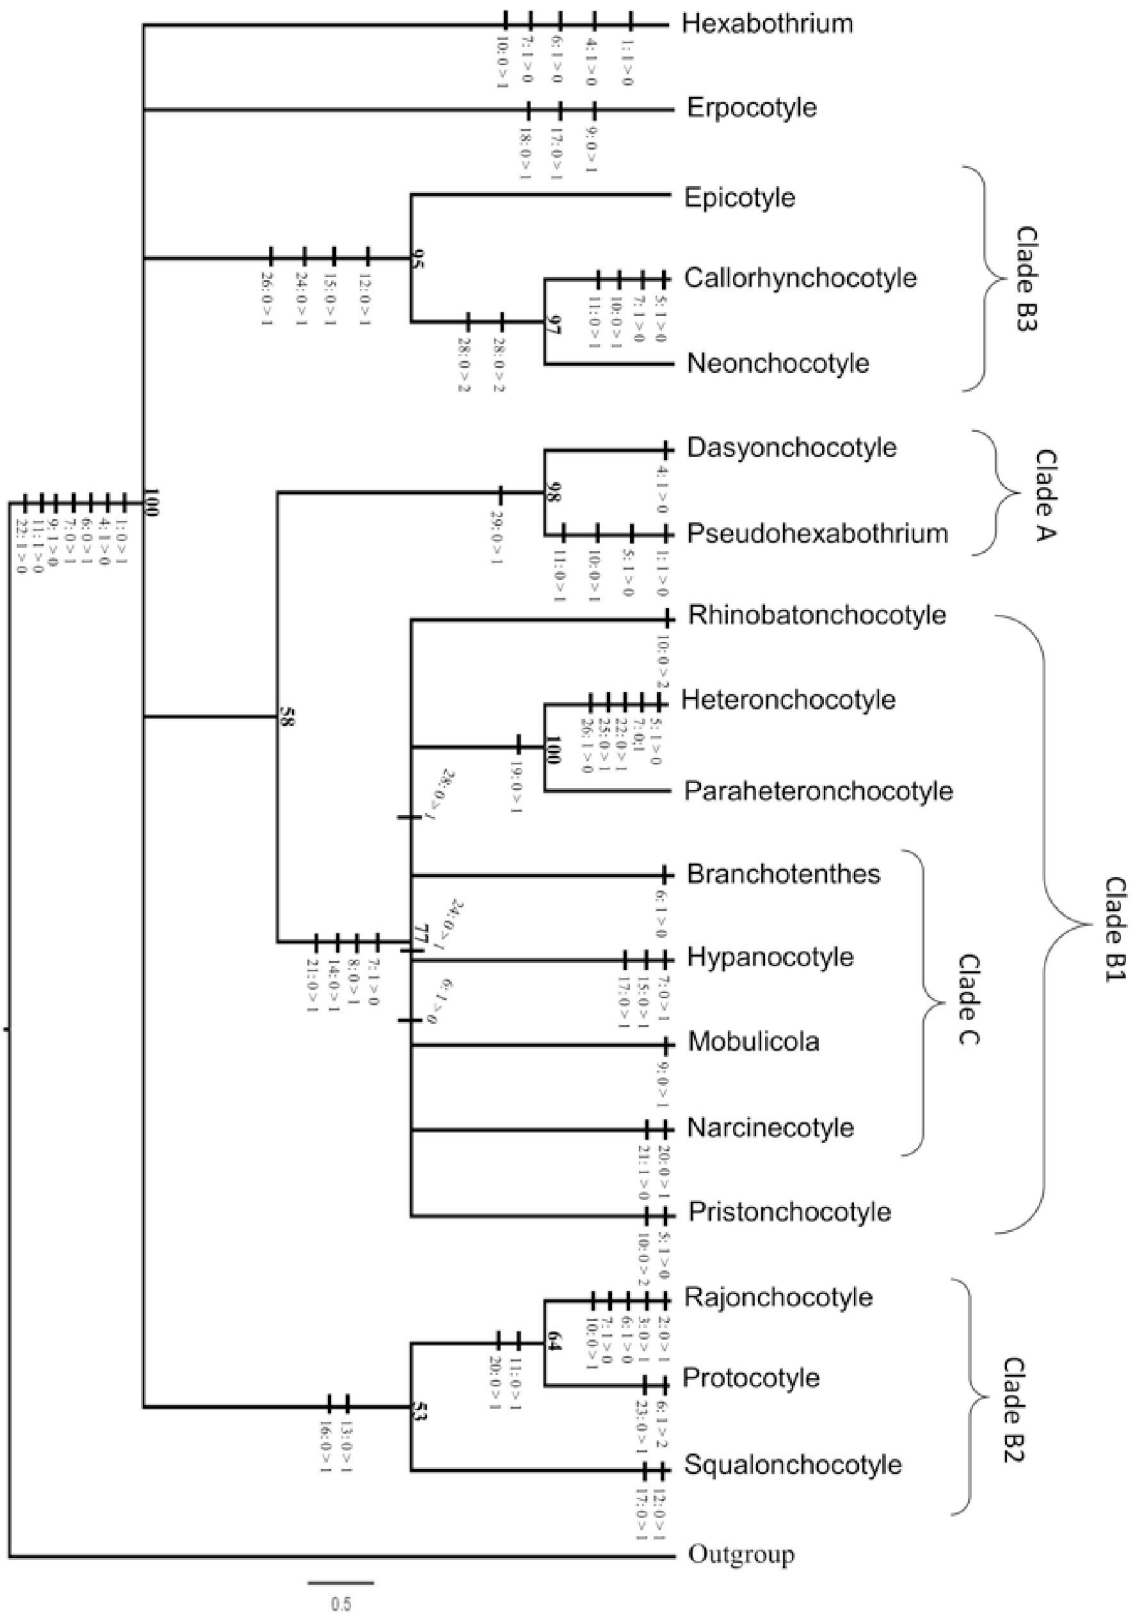 Hexabothrium
10: 0 > 1
7: 1 > 0
6: 1 > 0
4: 1 > 0
1: 1 > 0
Erpocotyle
18: 0 > 1
17: 0 > 1
9: 0 > 1
Epicotyle
95
26: 0 > 1
24: 0 > 1
15: 0 > 1
12: 0 > 1
Callorhynchocotyle
11: 0 > 1
10: 0 > 1
7: 1 > 0
5: 1 > 0
97
28: 0 > 2
28: 0 > 2
Neonchocotyle
Clade B3
Dasyonchocotyle
4: 1 > 0
98
29: 0 > 1
Pseudohexabothrium
11: 0 > 1
10: 0 > 1
5: 1 > 0
1: 1 > 0
Clade A
100
22: 1 > 0
11: 1 > 0
9: 1 > 0
7: 0 > 1
6: 0 > 1
4: 1 > 0
1: 0 > 1
Rhinobatonchocotyle
10: 0 > 2
58
Heteronchocotyle
26: 1 > 0
25: 0 > 1
22: 0 > 1
7: 0:1
5: 1 > 0
100
19: 0 > 1
Paraheteronchocotyle
28: 0 > 1
Branchotenthes
6: 1 > 0
77
24: 0 > 1
21: 0 > 1
14: 0 > 1
8: 0 > 1
7: 1 > 0
Hypanocotyle
17: 0 > 1
15: 0 > 1
7: 0 > 1
6: 1 > 0
Mobulicola
9: 0 > 1
Narcinecotyle
21: 1 > 0
20: 0 > 1
Clade C
Pristonchocotyle
10: 0 > 2
5: 1 > 0
Clade B1
Rajonchocotyle
10: 0 > 1
7: 1 > 0
6: 1 > 0
3: 0 > 1
2: 0 > 1
64
20: 0 > 1
11: 0 > 1
Protocotyle
23: 0 > 1
6: 1 > 2
53
16: 0 > 1
13: 0 > 1
Squalonchocotyle
17: 0 > 1
12: 0 > 1
Clade B2
Outgroup
0.5